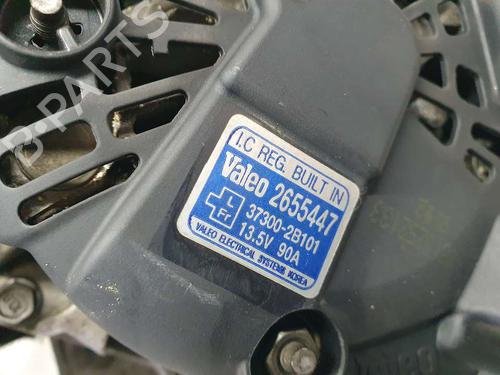 B-PARTS
I.C REG. BUILT IN
Valeo 2655447
L
Fr
37300-2B101
13.5V 90A
VALEO ELECTRICAL SYSTEMS KOREA